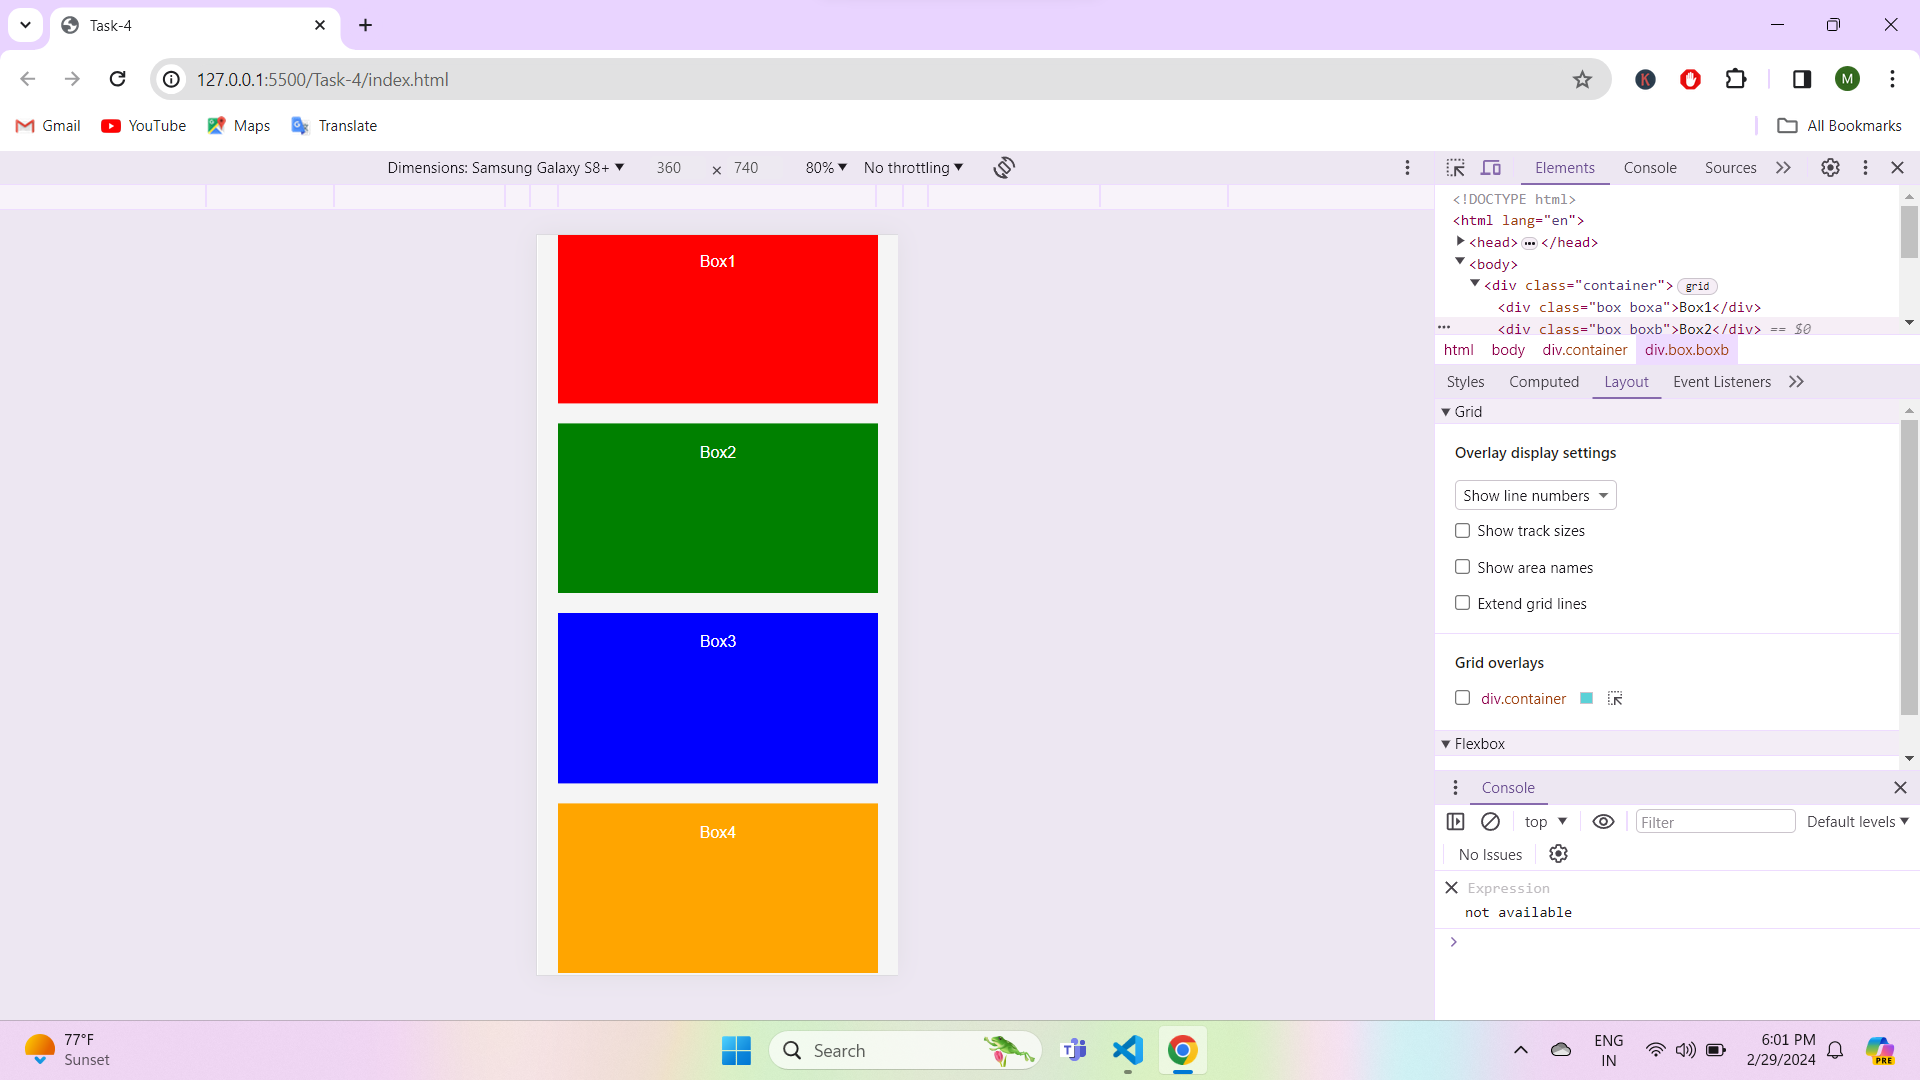 Task-4
127.0.0.1:5500/Task-4/index.html
K
M
Gmail YouTube Maps Translate All Bookmarks
Dimensions: Samsung Galaxy S8+ 360 × 740 80% No throttling
Elements Console Sources
<!DOCTYPE html>
<html lang="en">
<head>•••</head>
<body>
<div class="container"> grid
<div class="box boxa">Box1</div>
<div class="box boxb">Box2</div> == $0
html body div.container div.box.boxb
Styles Computed Layout Event Listeners
Grid
Overlay display settings
Show line numbers
Show track sizes
Show area names
Extend grid lines
Grid overlays
div.container
Flexbox
Console
top Filter Default levels
No Issues
Expression
not available
Box1
Box2
Box3
Box4
77°F
Sunset
Search
T
PRE
ENG
IN
6:01 PM
2/29/2024